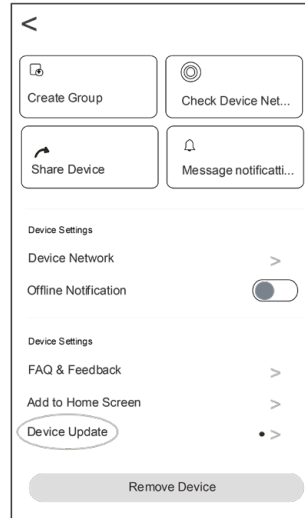 <
Create Group
Check Device Net...
Share Device
Message notificatti...
Device Settings
Device Network >
Offline Notification
Device Settings
FAQ & Feedback >
Add to Home Screen >
Device Update • >
Remove Device